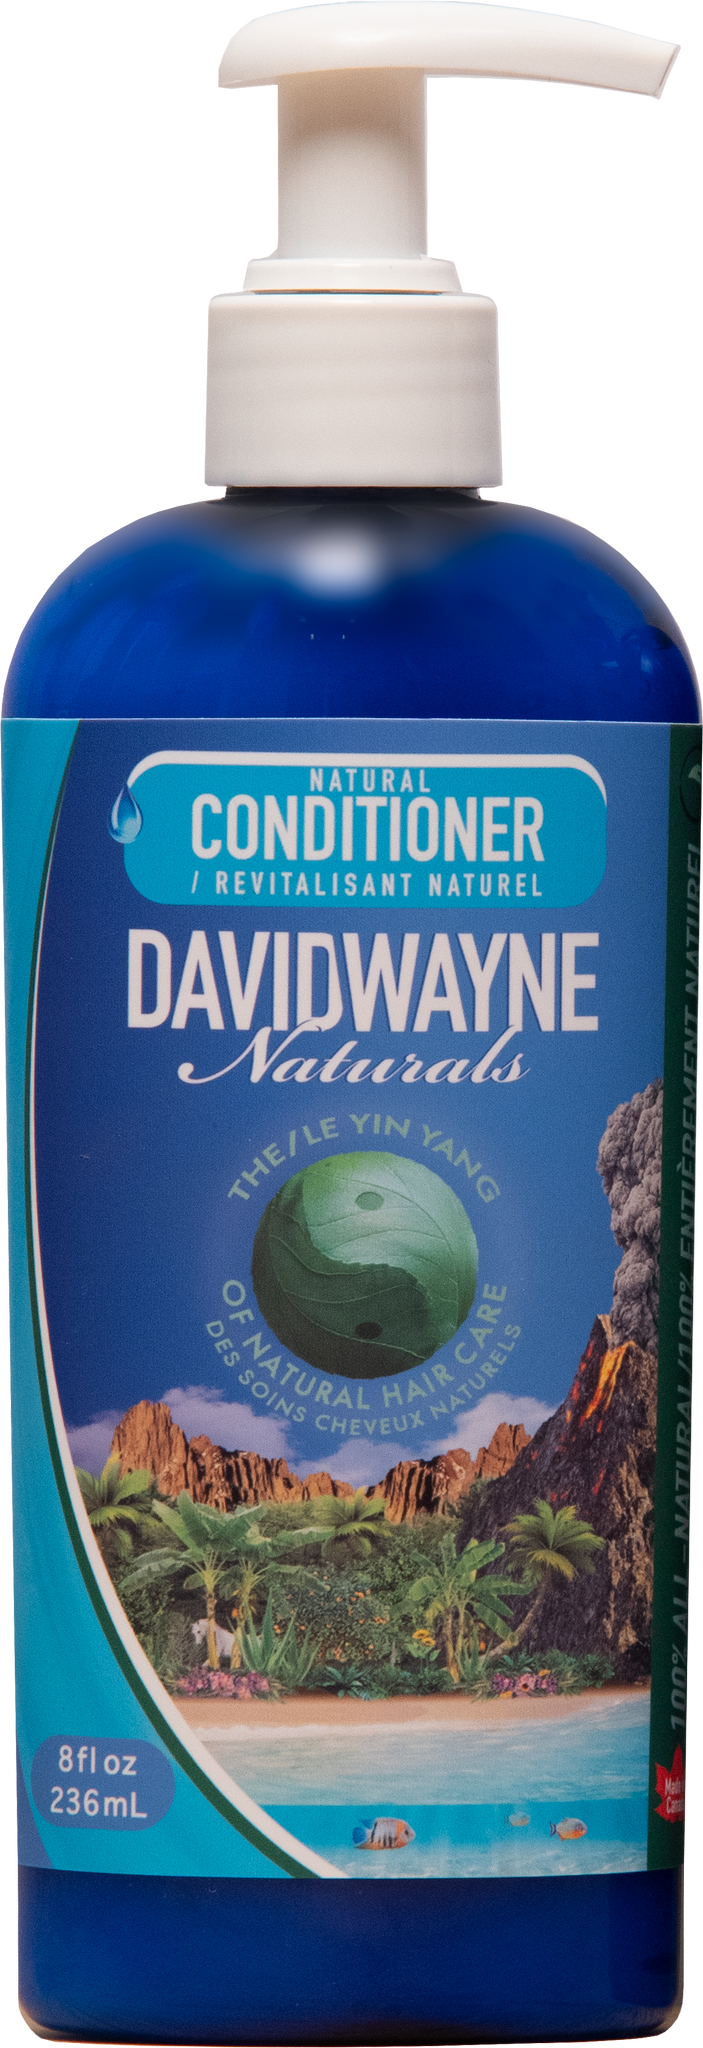 NATURAL
CONDITIONER
/ REVITALISANT NATUREL
DAVIDWAYNE
Naturals
THE/LE YIN YANG
OF NATURAL HAIR CARE
DES SOINS CHEVEUX NATURELS
100% ALL-NATURAL/100% ENTIÈREMENT NATUREL
8fl oz
236mL
Made